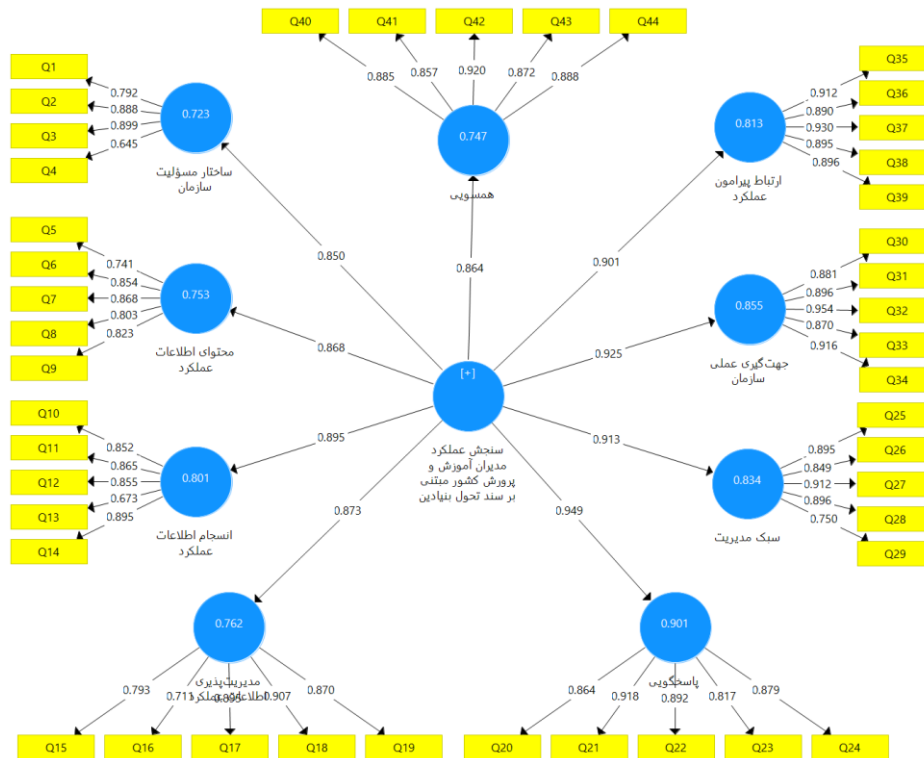 Q40
Q41
Q42
Q43
Q44
0.885
0.857
0.920
0.872
0.888
0.747
همسویی
0.864
Q1
Q2
Q3
Q4
0.792
0.888
0.899
0.645
0.723
ساختار مسؤلیت
سازمان
0.850
Q35
Q36
Q37
Q38
Q39
0.912
0.890
0.930
0.895
0.896
0.813
ارتباط پیرامون
عملکرد
0.901
Q5
Q6
Q7
Q8
Q9
0.741
0.854
0.868
0.803
0.823
0.753
محتوای اطلاعات
عملکرد
0.868
Q30
Q31
Q32
Q33
Q34
0.881
0.896
0.954
0.870
0.916
0.855
جهت‌گیری عملی
سازمان
0.925
[+]
سنجش عملکرد
مدیران آموزش و
پرورش کشور مبتنی
بر سند تحول بنیادین
Q10
Q11
Q12
Q13
Q14
0.852
0.865
0.855
0.673
0.895
0.801
انسجام اطلاعات
عملکرد
0.895
Q25
Q26
Q27
Q28
Q29
0.895
0.849
0.912
0.896
0.750
0.834
سبک مدیریت
0.913
0.873
0.949
0.762
مدیریت‌پذیری
اطلاعات عملکرد
0.793
0.711
0.895
0.907
0.870
Q15
Q16
Q17
Q18
Q19
0.901
پاسخگویی
0.864
0.918
0.892
0.817
0.879
Q20
Q21
Q22
Q23
Q24